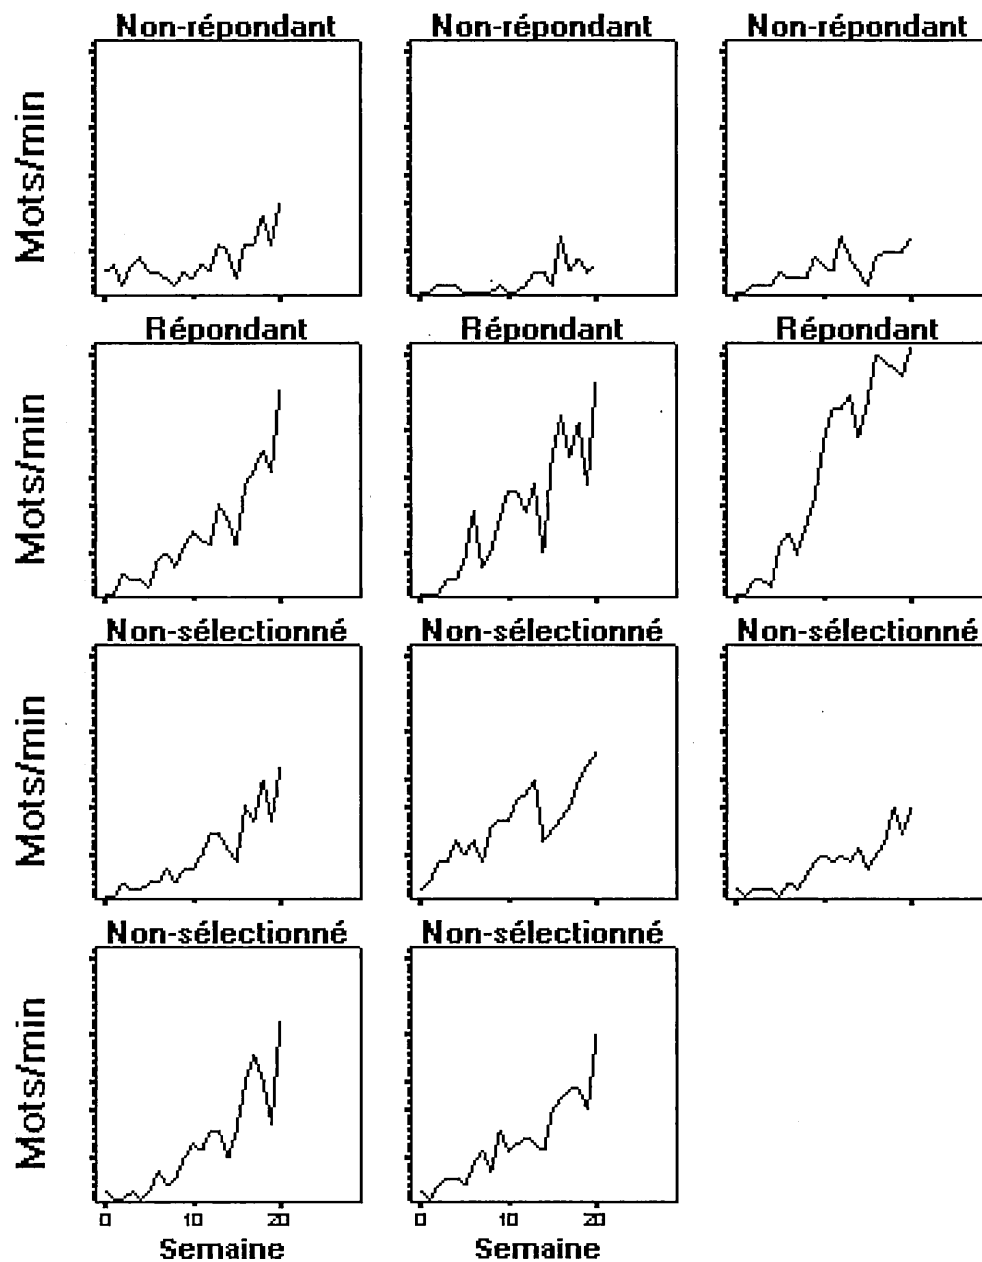 Non-répondant Non-répondant Non-répondant
Mots/min
Répondant Répondant Répondant
Mots/min
Non-sélectionné Non-sélectionné Non-sélectionné
Mots/min
Non-sélectionné Non-sélectionné
Mots/min
0 10 20 0 10 20
Semaine Semaine